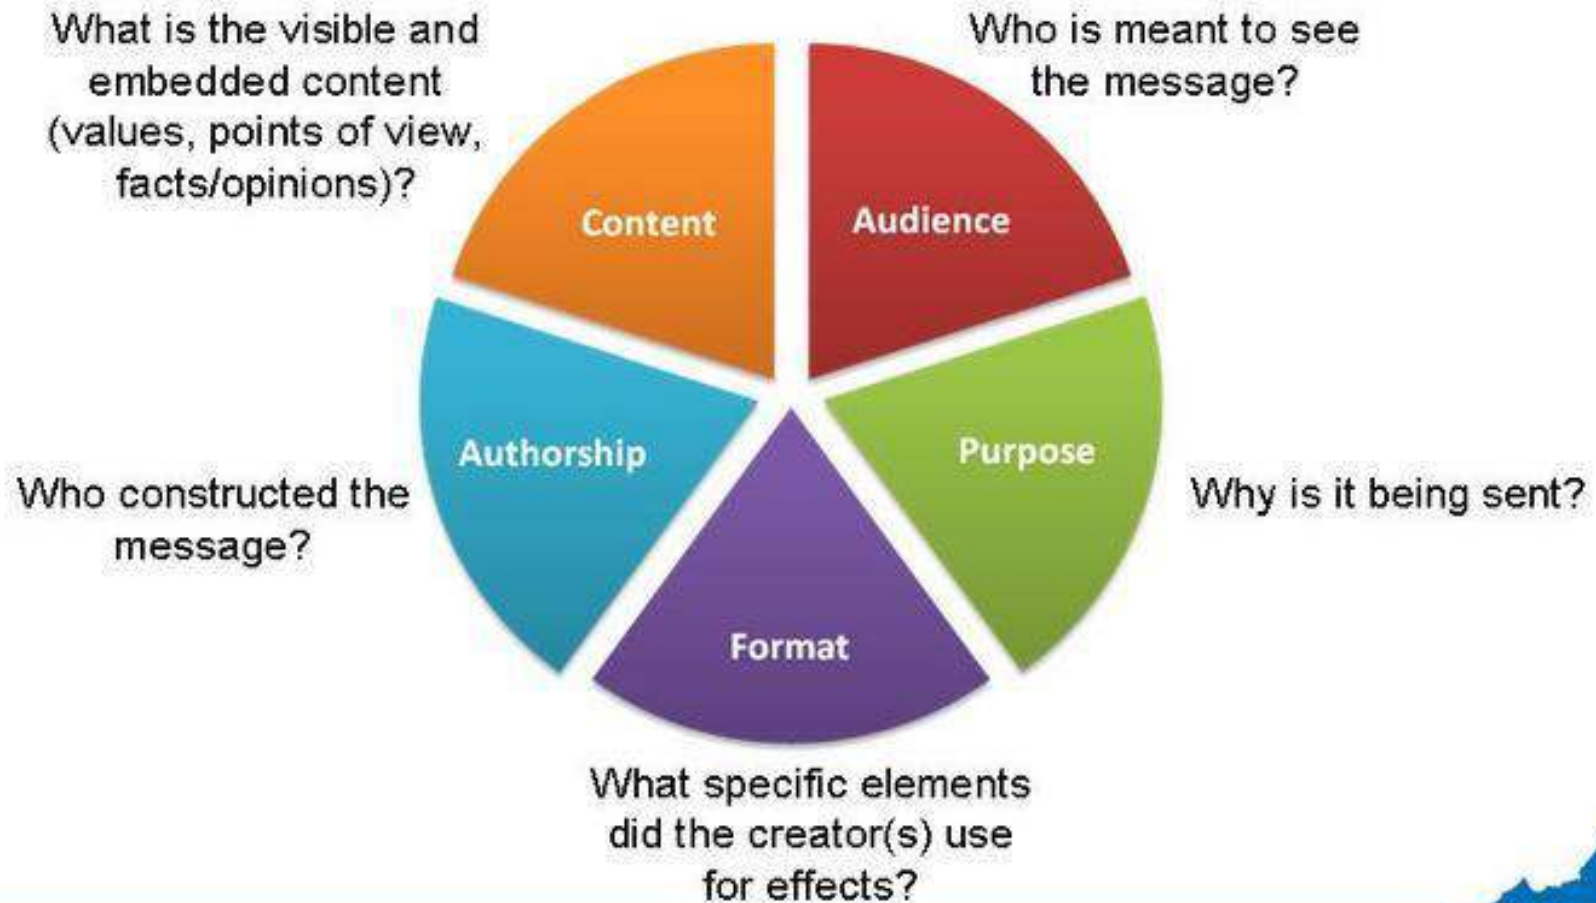 What is the visible and
embedded content
(values, points of view,
facts/opinions)?
Who is meant to see
the message?
Content
Audience
Authorship
Purpose
Who constructed the
message?
Why is it being sent?
Format
What specific elements
did the creator(s) use
for effects?